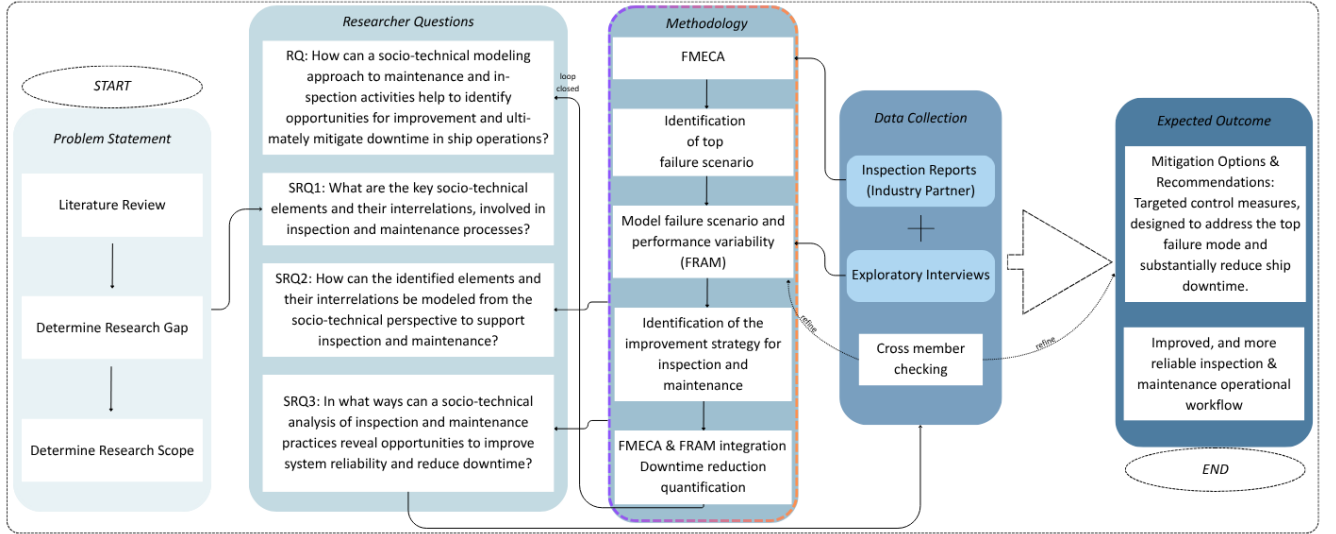 START
Problem Statement
Literature Review
Determine Research Gap
Determine Research Scope
Researcher Questions
RQ: How can a socio-technical modeling
approach to maintenance and in-
spection activities help to identify
opportunities for improvement and ulti-
mately mitigate downtime in ship operations?
SRQ1: What are the key socio-technical
elements and their interrelations, involved in
inspection and maintenance processes?
SRQ2: How can the identified elements and
their interrelations be modeled from the
socio-technical perspective to support
inspection and maintenance?
SRQ3: In what ways can a socio-technical
analysis of inspection and maintenance
practices reveal opportunities to improve
system reliability and reduce downtime?
loop
closed
Methodology
FMECA
Identification
of top
failure scenario
Model failure scenario and
performance variability
(FRAM)
Identification of the
improvement strategy for
inspection and
maintenance
FMECA & FRAM integration
Downtime reduction
quantification
Data Collection
Inspection Reports
(Industry Partner)
Exploratory Interviews
Cross member
checking
refine
refine
Expected Outcome
Mitigation Options &
Recommendations:
Targeted control measures,
designed to address the top
failure mode and
substantially reduce ship
downtime.
Improved, and more
reliable inspection &
maintenance operational
workflow
END